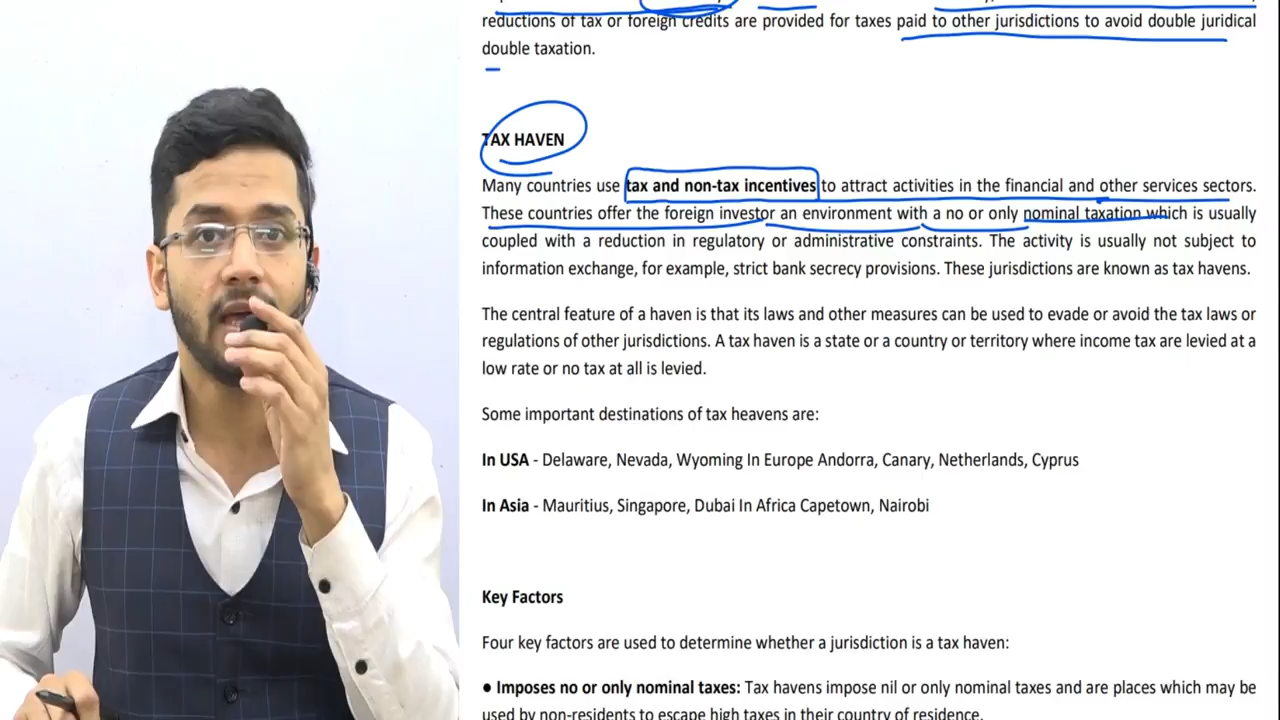 reductions of tax or foreign credits are provided for taxes paid to other jurisdictions to avoid double juridical
double taxation.
TAX HAVEN
Many countries use tax and non-tax incentives to attract activities in the financial and other services sectors.
These countries offer the foreign investor an environment with a no or only nominal taxation which is usually
coupled with a reduction in regulatory or administrative constraints. The activity is usually not subject to
information exchange, for example, strict bank secrecy provisions. These jurisdictions are known as tax havens.
The central feature of a haven is that its laws and other measures can be used to evade or avoid the tax laws or
regulations of other jurisdictions. A tax haven is a state or a country or territory where income tax are levied at a
low rate or no tax at all is levied.
Some important destinations of tax heavens are:
In USA - Delaware, Nevada, Wyoming In Europe Andorra, Canary, Netherlands, Cyprus
In Asia - Mauritius, Singapore, Dubai In Africa Capetown, Nairobi
Key Factors
Four key factors are used to determine whether a jurisdiction is a tax haven:
● Imposes no or only nominal taxes: Tax havens impose nil or only nominal taxes and are places which may be
used by non-residents to escape high taxes in their country of residence.